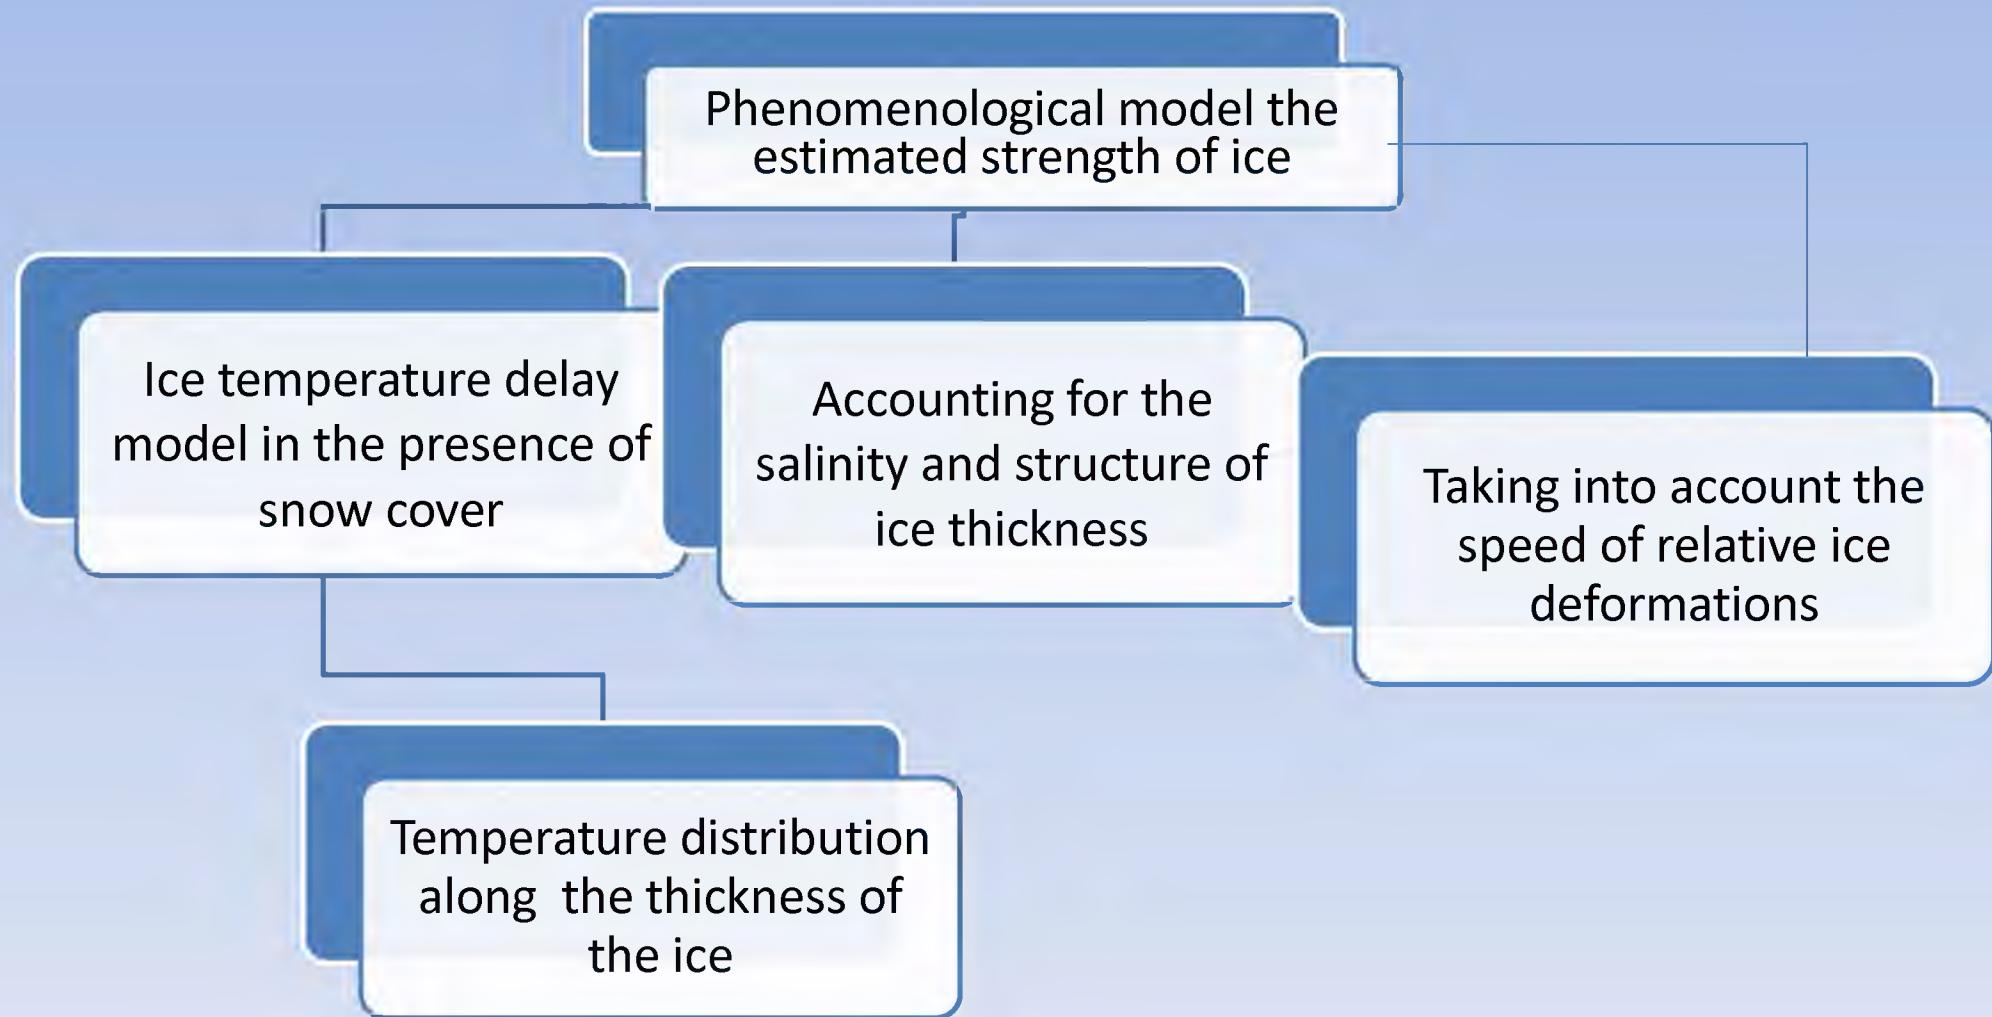 Phenomenological model the
estimated strength of ice
Ice temperature delay
model in the presence of
snow cover
Accounting for the
salinity and structure of
ice thickness
Taking into account the
speed of relative ice
deformations
Temperature distribution
along  the thickness of
the ice